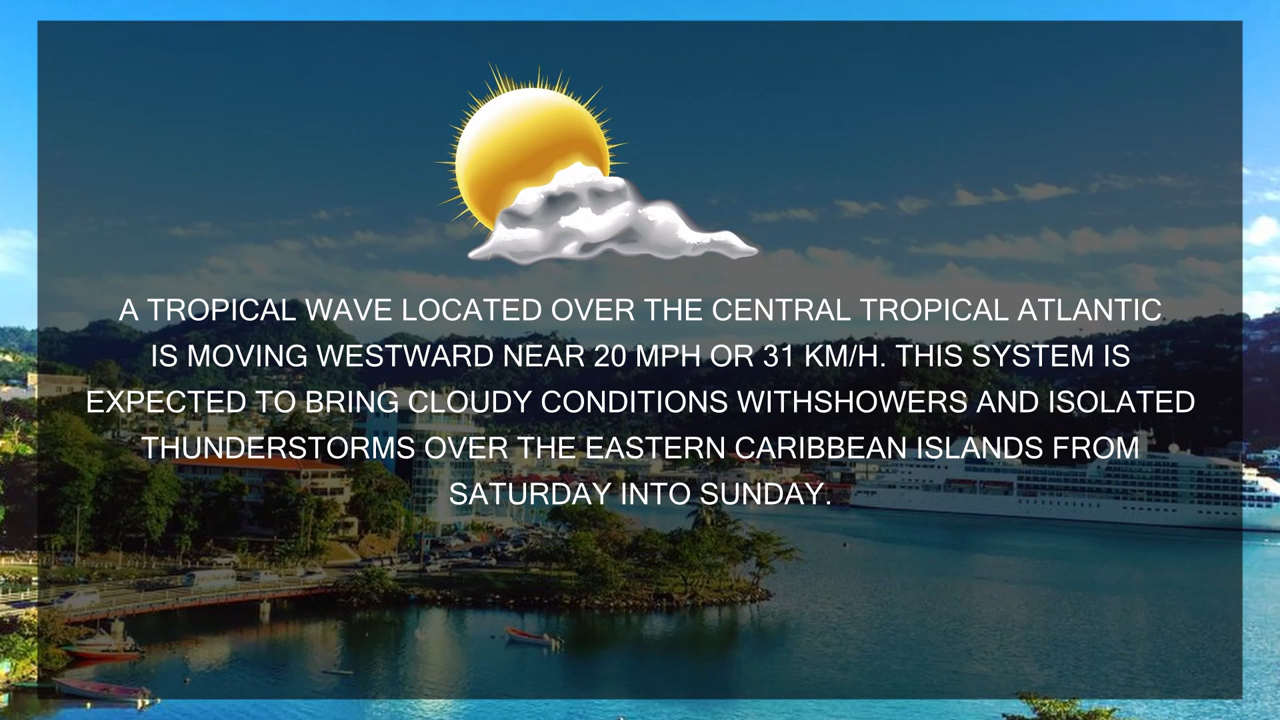 A TROPICAL WAVE LOCATED OVER THE CENTRAL TROPICAL ATLANTIC
IS MOVING WESTWARD NEAR 20 MPH OR 31 KM/H. THIS SYSTEM IS
EXPECTED TO BRING CLOUDY CONDITIONS WITHSHOWERS AND ISOLATED
THUNDERSTORMS OVER THE EASTERN CARIBBEAN ISLANDS FROM
SATURDAY INTO SUNDAY.